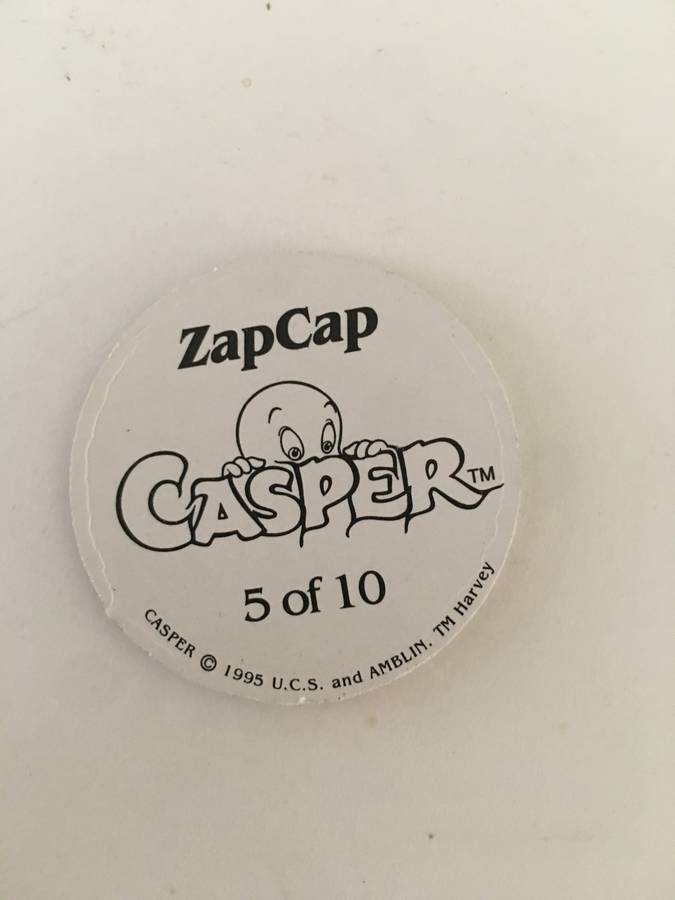 ZapCap
CASPER™
5 of 10
CASPER © 1995 U.C.S. and AMBLIN. TM Harvey